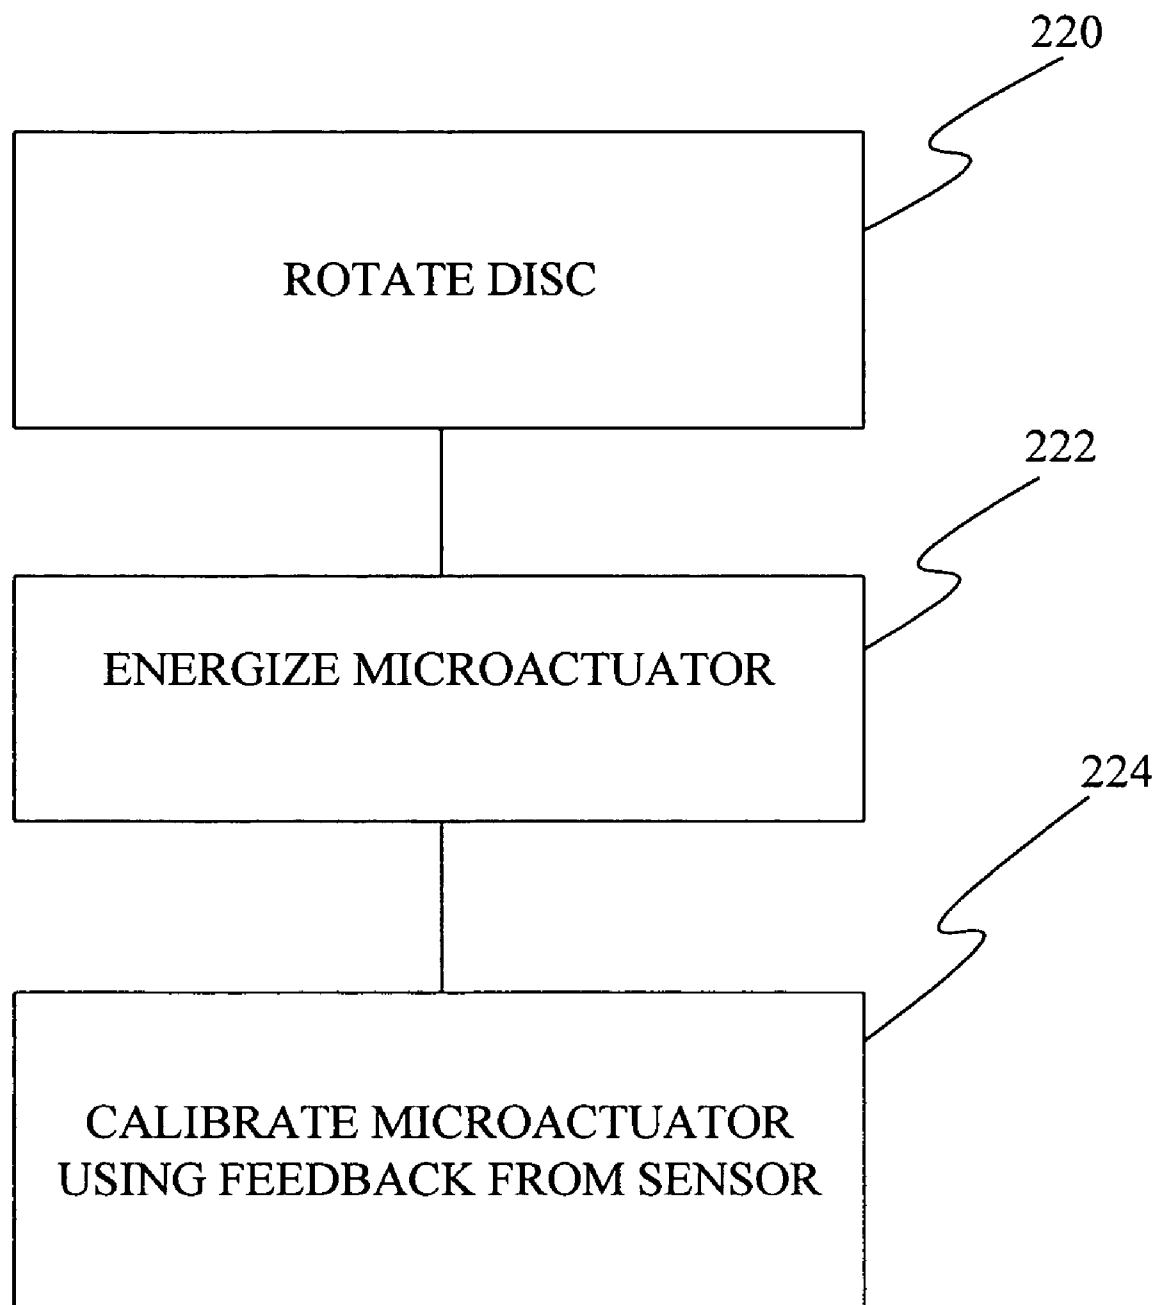 220
ROTATE DISC
222
ENERGIZE MICROACTUATOR
224
CALIBRATE MICROACTUATOR
USING FEEDBACK FROM SENSOR